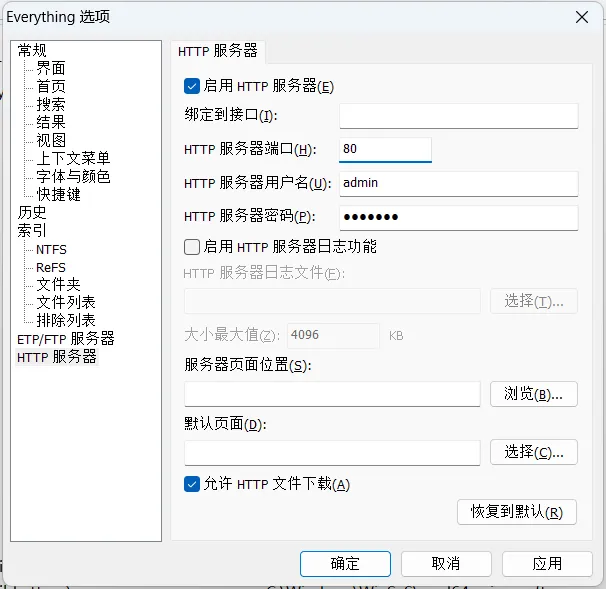 Everything 选项
常规
界面
首页
搜索
结果
视图
上下文菜单
字体与颜色
快捷键
历史
索引
NTFS
ReFS
文件夹
文件列表
排除列表
ETP/FTP 服务器
HTTP 服务器
HTTP 服务器
启用 HTTP 服务器(E)
绑定到接口(I):
HTTP 服务器端口(H): 80
HTTP 服务器用户名(U): admin
HTTP 服务器密码(P): ●●●●●●●
启用 HTTP 服务器日志功能
HTTP 服务器日志文件(F):
选择(T)...
大小最大值(Z): 4096 KB
服务器页面位置(S):
浏览(B)...
默认页面(D):
选择(C)...
允许 HTTP 文件下载(A)
恢复到默认(R)
确定 取消 应用